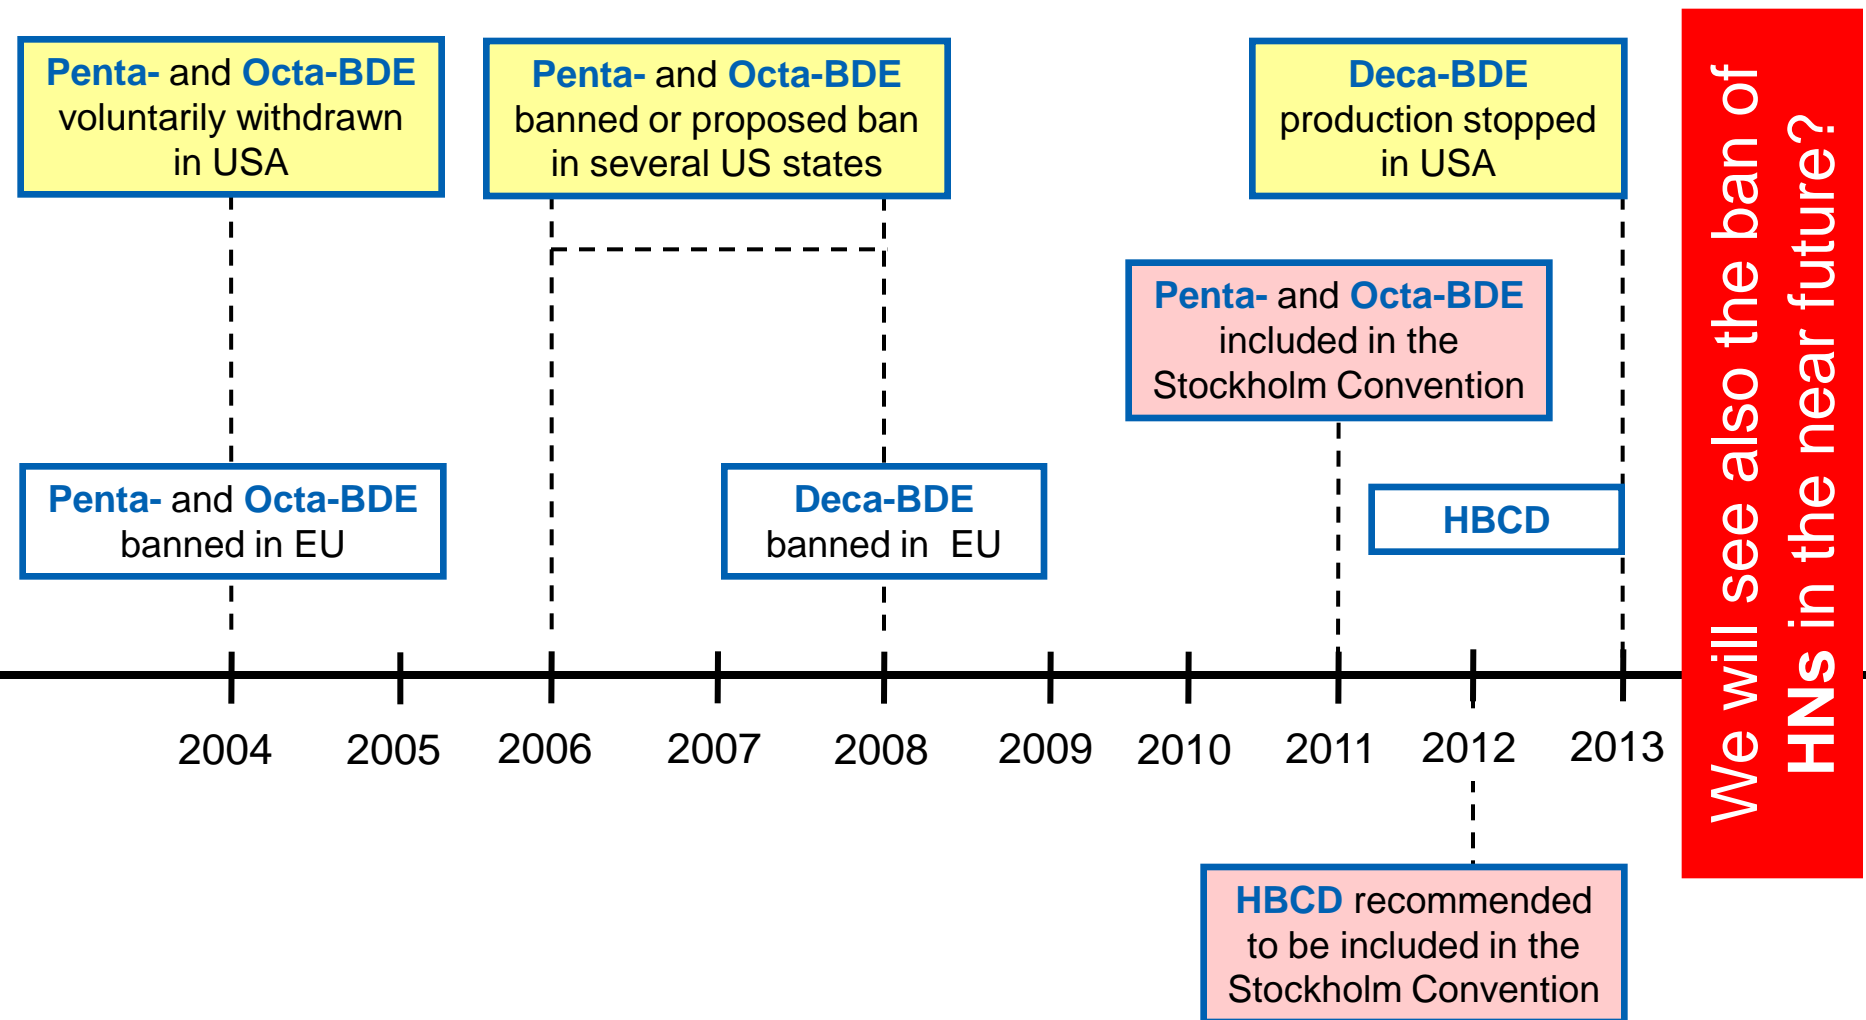 Penta- and Octa-BDE
voluntarily withdrawn
in USA
Penta- and Octa-BDE
banned or proposed ban
in several US states
Deca-BDE
production stopped
in USA
Penta- and Octa-BDE
included in the
Stockholm Convention
Penta- and Octa-BDE
banned in EU
Deca-BDE
banned in EU
HBCD
2004 2005 2006 2007 2008 2009 2010 2011 2012 2013
HBCD recommended
to be included in the
Stockholm Convention
We will see also the ban of
HNs in the near future?